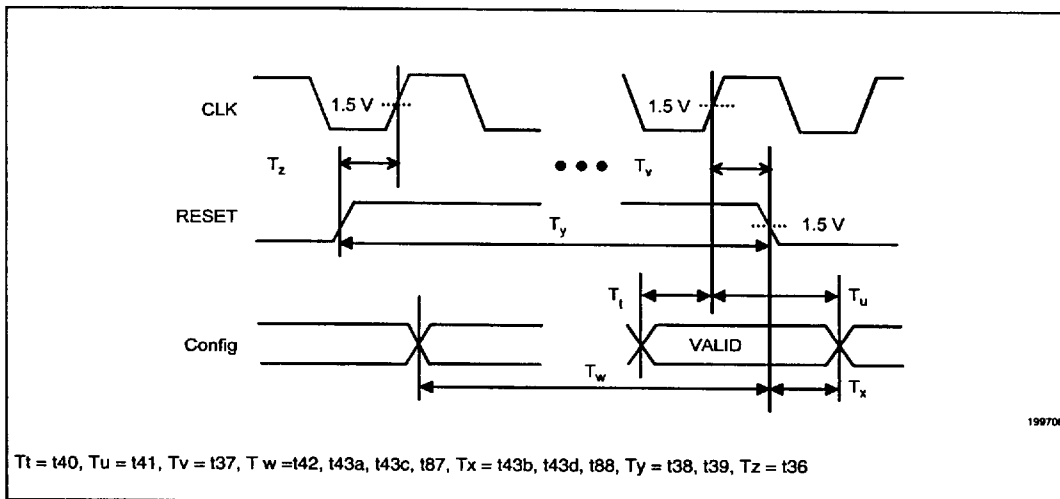 CLK
1.5 V
1.5 V
Tz
Tv
RESET
Ty
1.5 V
Tt
Tu
Config
VALID
Tw
Tx
Tt = t40, Tu = t41, Tv = t37, T w =t42, t43a, t43c, t87, Tx = t43b, t43d, t88, Ty = t38, t39, Tz = t36